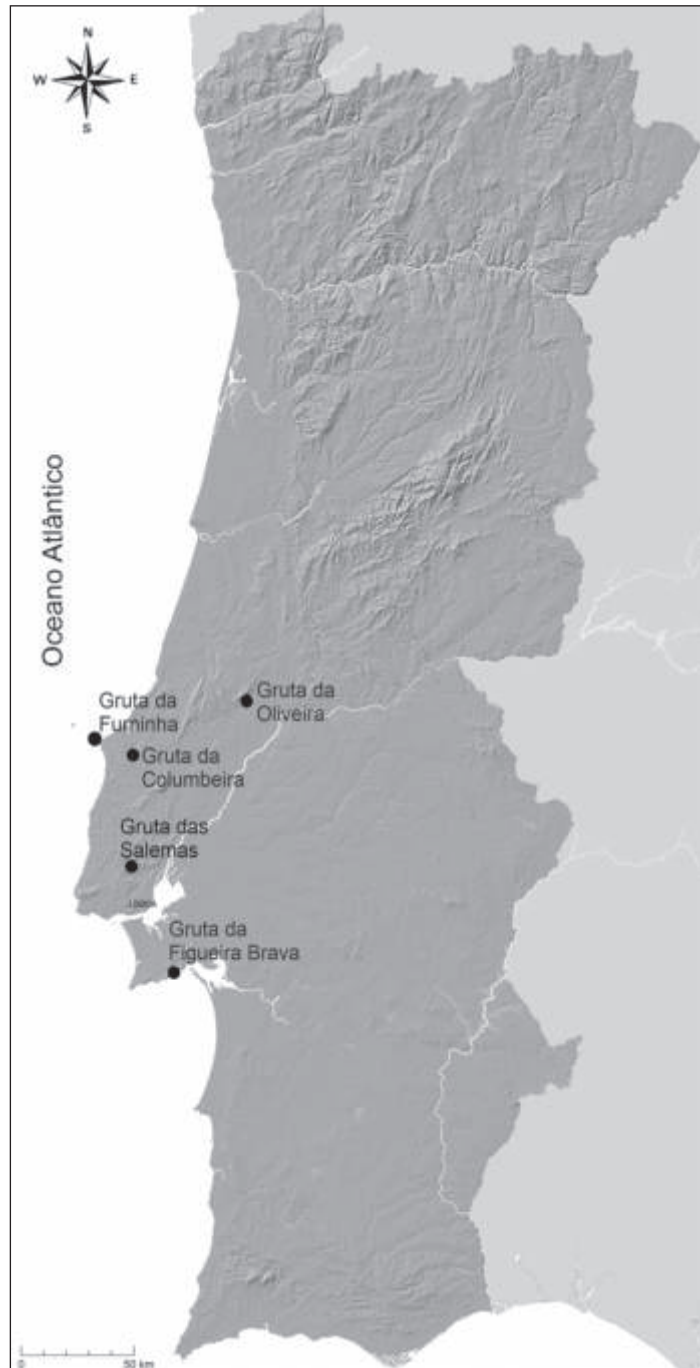 N
W E
S
Oceano Atlântico
Gruta da
Oliveira
Gruta da
Furninha
Gruta da
Columbeira
Gruta das
Salemas
Gruta da
Figueira Brava
0 50 km